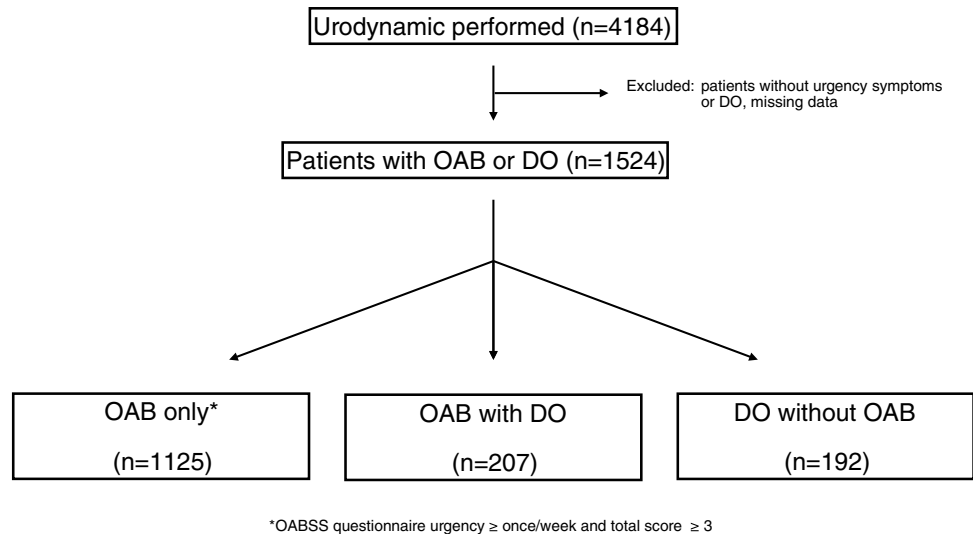 Urodynamic performed (n=4184)
Excluded: patients without urgency symptoms
or DO, missing data
Patients with OAB or DO (n=1524)
OAB only*
(n=1125)
OAB with DO
(n=207)
DO without OAB
(n=192)
*OABSS questionnaire urgency ≥ once/week and total score ≥ 3